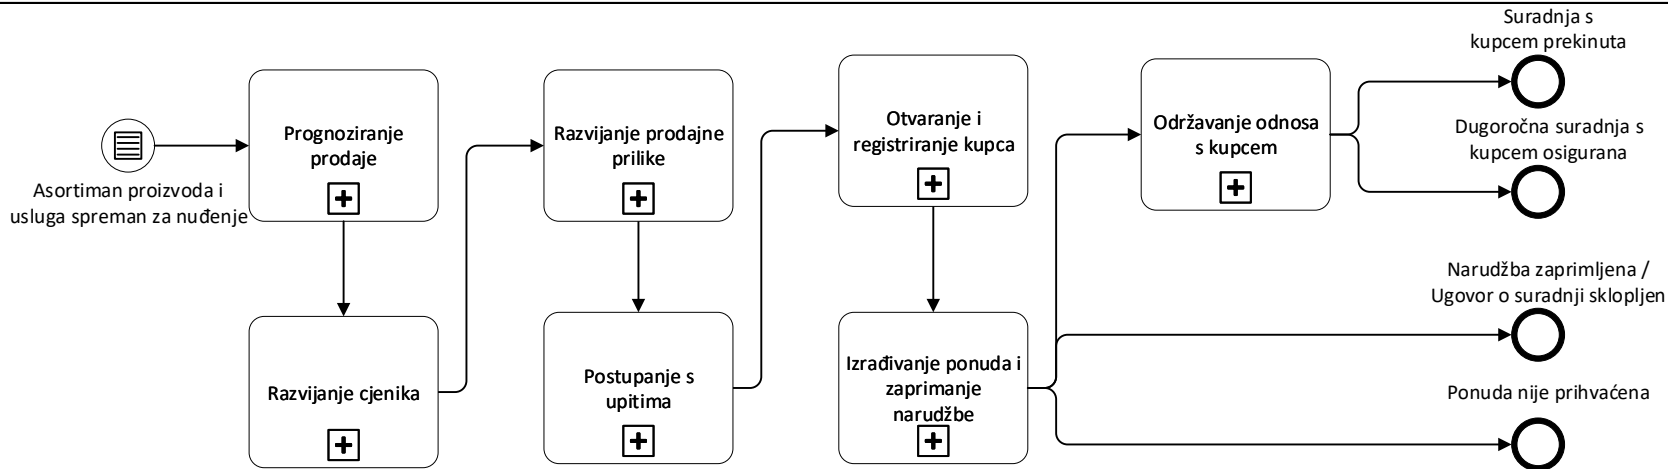 Asortiman proizvoda i
usluga spreman za nuđenje
Prognoziranje
prodaje
Razvijanje cjenika
Razvijanje prodajne
prilike
Postupanje s
upitima
Otvaranje i
registriranje kupca
Izrađivanje ponuda i
zaprimanje
narudžbe
Održavanje odnosa
s kupcem
Suradnja s
kupcem prekinuta
Dugoročna suradnja s
kupcem osigurana
Narudžba zaprimljena /
Ugovor o suradnji sklopljen
Ponuda nije prihvaćena